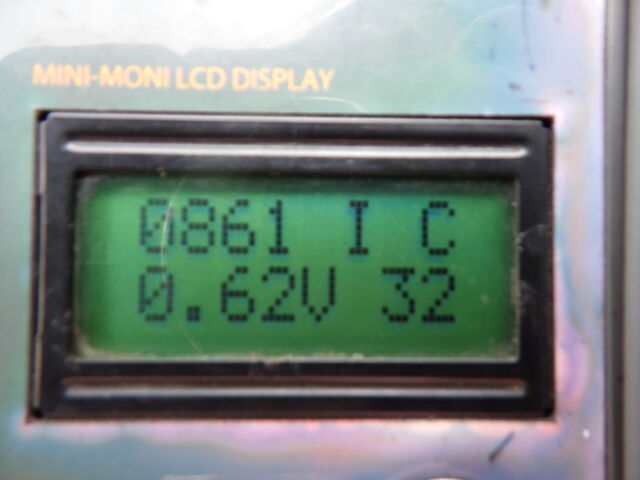 MINI-MONI LCD DISPLAY
0861 I C
0.62V 32